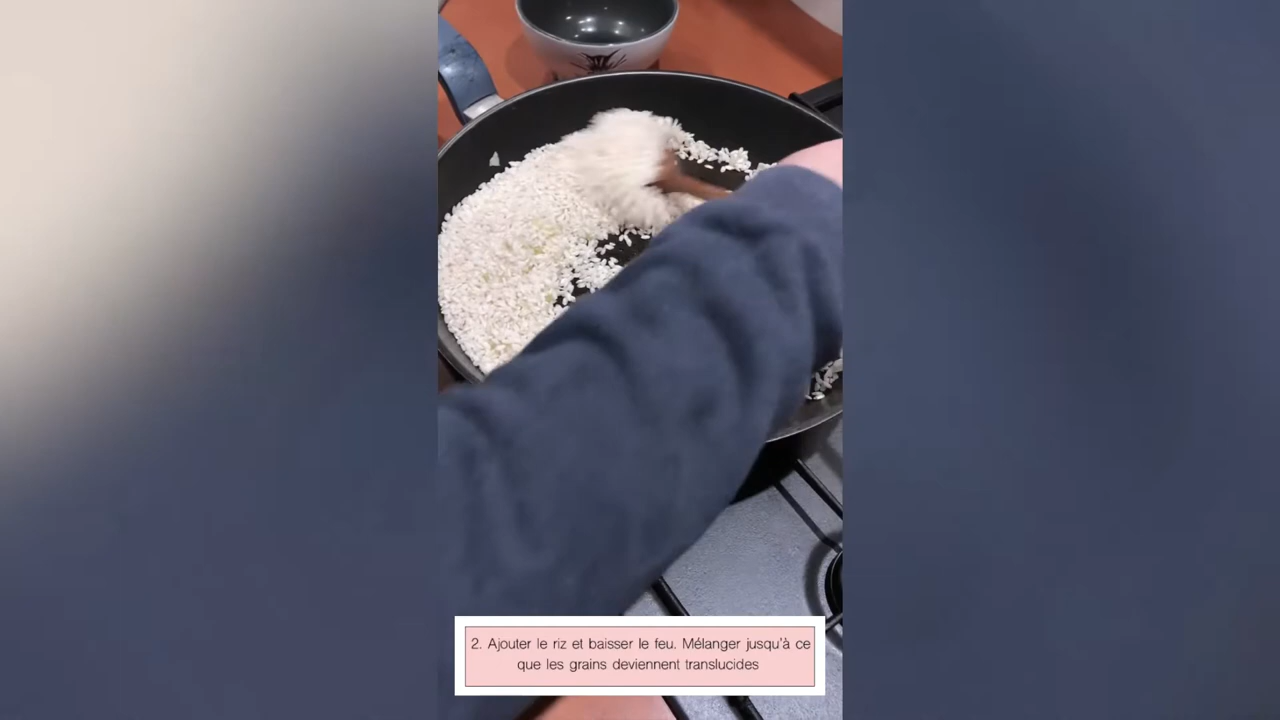 2. Ajouter le riz et baisser le feu. Mélanger jusqu'à ce
que les grains deviennent translucides